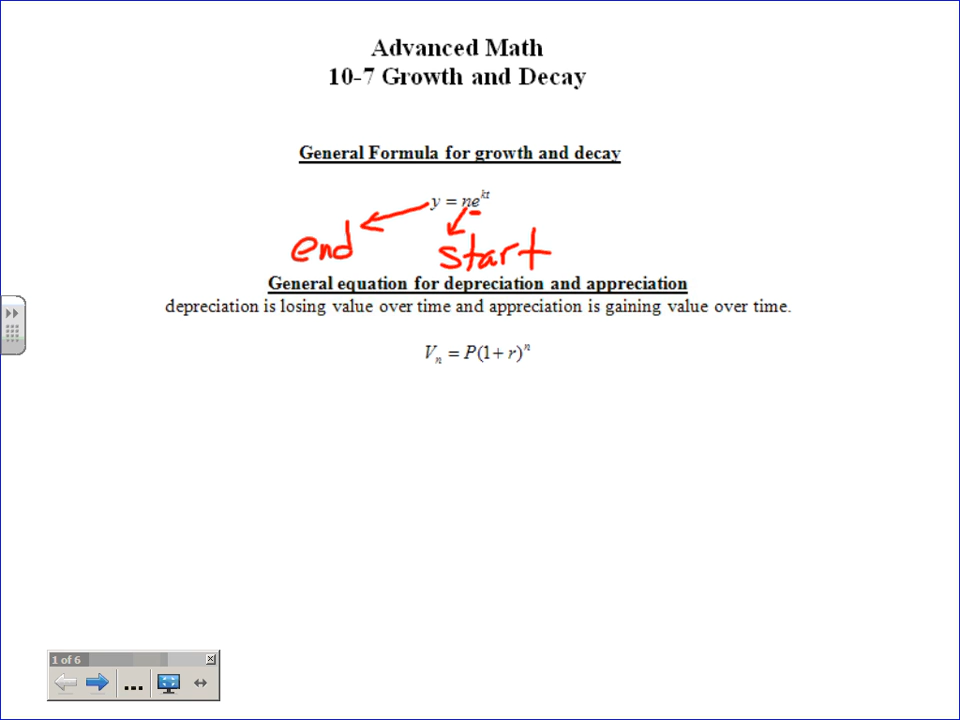 Advanced Math
10-7 Growth and Decay
General Formula for growth and decay
y = ne^{kt}
end start
General equation for depreciation and appreciation
depreciation is losing value over time and appreciation is gaining value over time.
V_n = P(1 + r)^n
1 of 6